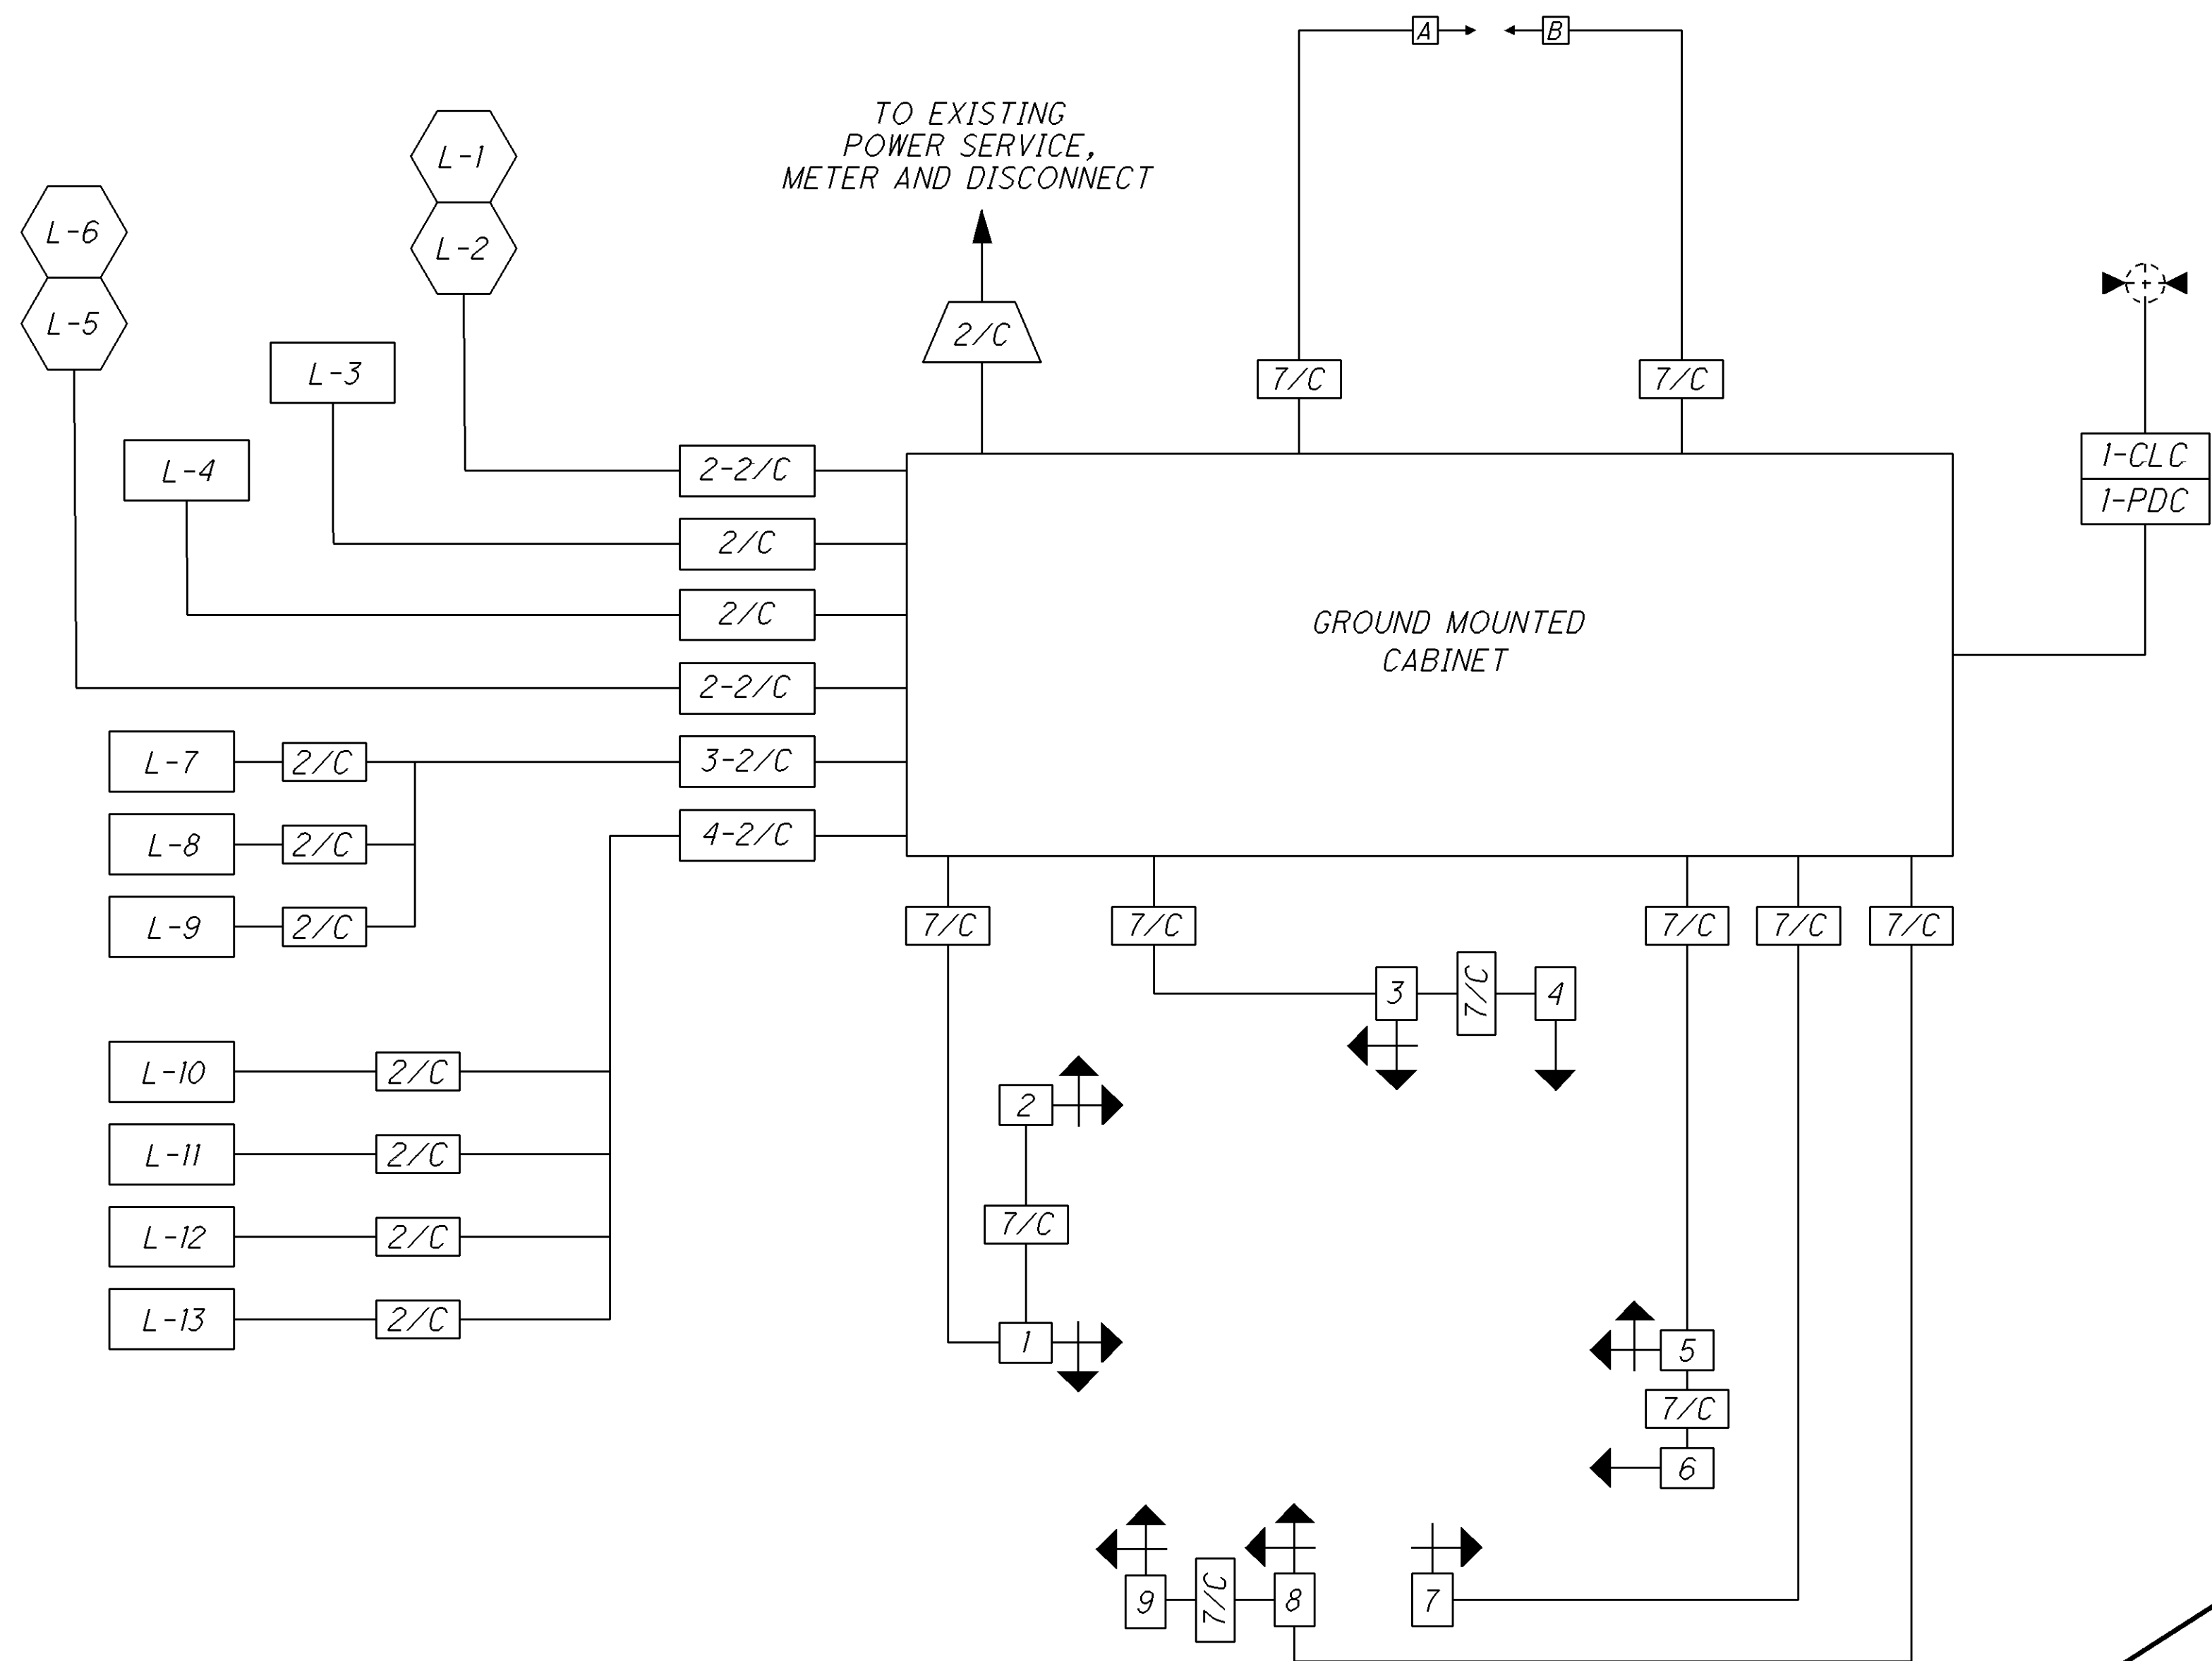 A B
TO EXISTING
POWER SERVICE,
METER AND DISCONNECT
L-1
L-2
L-6
L-5
2/C
L-3
7/C 7/C
L-4
1-CLC
1-PDC
2-2/C
2/C
2/C
2-2/C
GROUND MOUNTED
CABINET
L-7 2/C 3-2/C
L-8 2/C 4-2/C
L-9 2/C
7/C 7/C 7/C 7/C 7/C
3 7/C 4
L-10 2/C
2
L-11 2/C
L-12 2/C
7/C
L-13 2/C
1
5
7/C
6
9 7/C 8 7